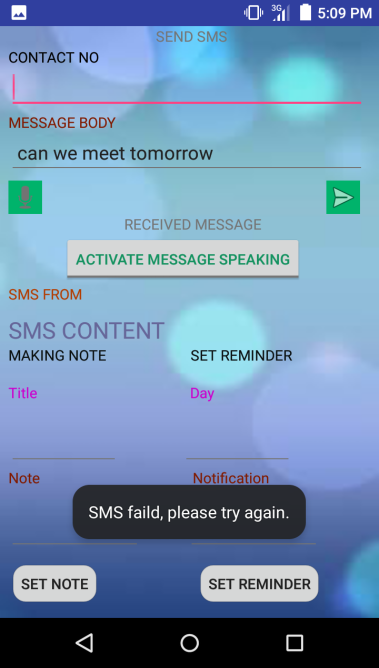 3G 5:09 PM
SEND SMS
CONTACT NO
MESSAGE BODY
can we meet tomorrow
RECEIVED MESSAGE
ACTIVATE MESSAGE SPEAKING
SMS FROM
SMS CONTENT
MAKING NOTE SET REMINDER
Title Day
Note Notification
SMS faild, please try again.
SET NOTE SET REMINDER